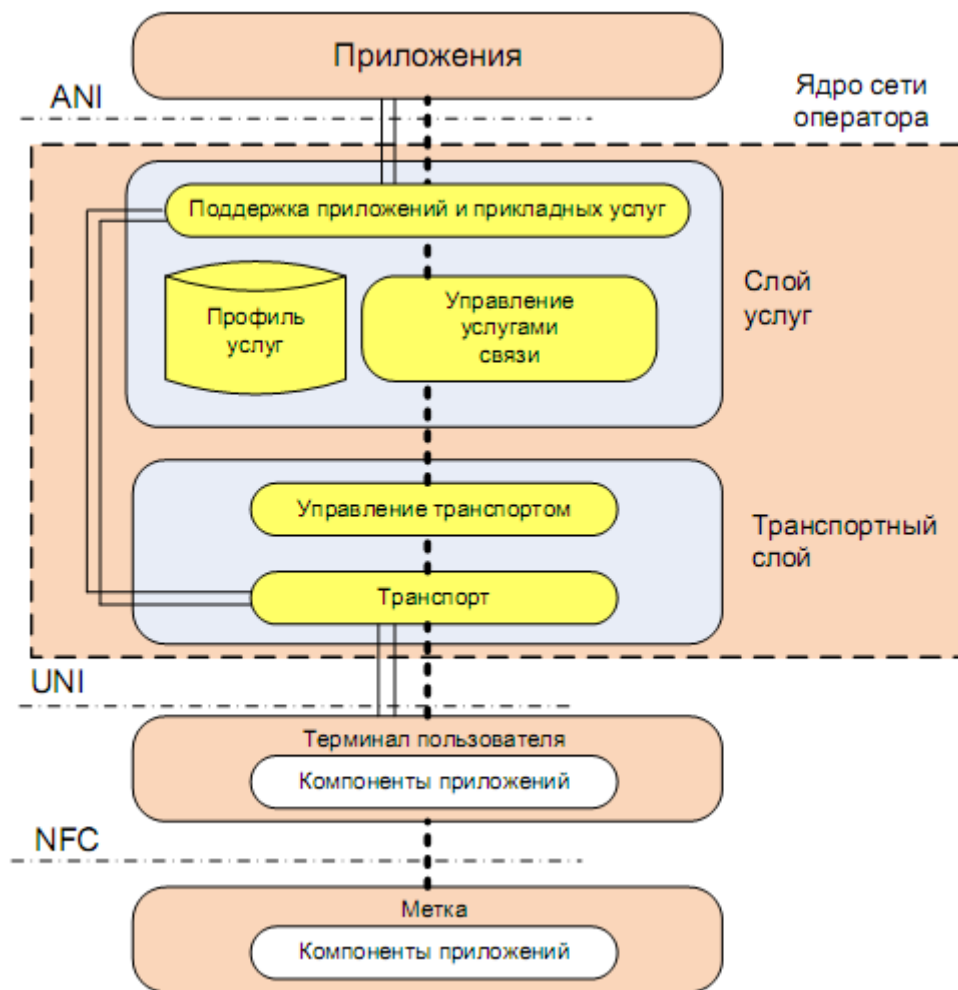 Приложения
ANI
Ядро сети
оператора
Поддержка приложений и прикладных услуг
Профиль
услуг
Управление
услугами
связи
Слой
услуг
Управление транспортом
Транспорт
Транспортный
слой
UNI
Терминал пользователя
Компоненты приложений
NFC
Метка
Компоненты приложений